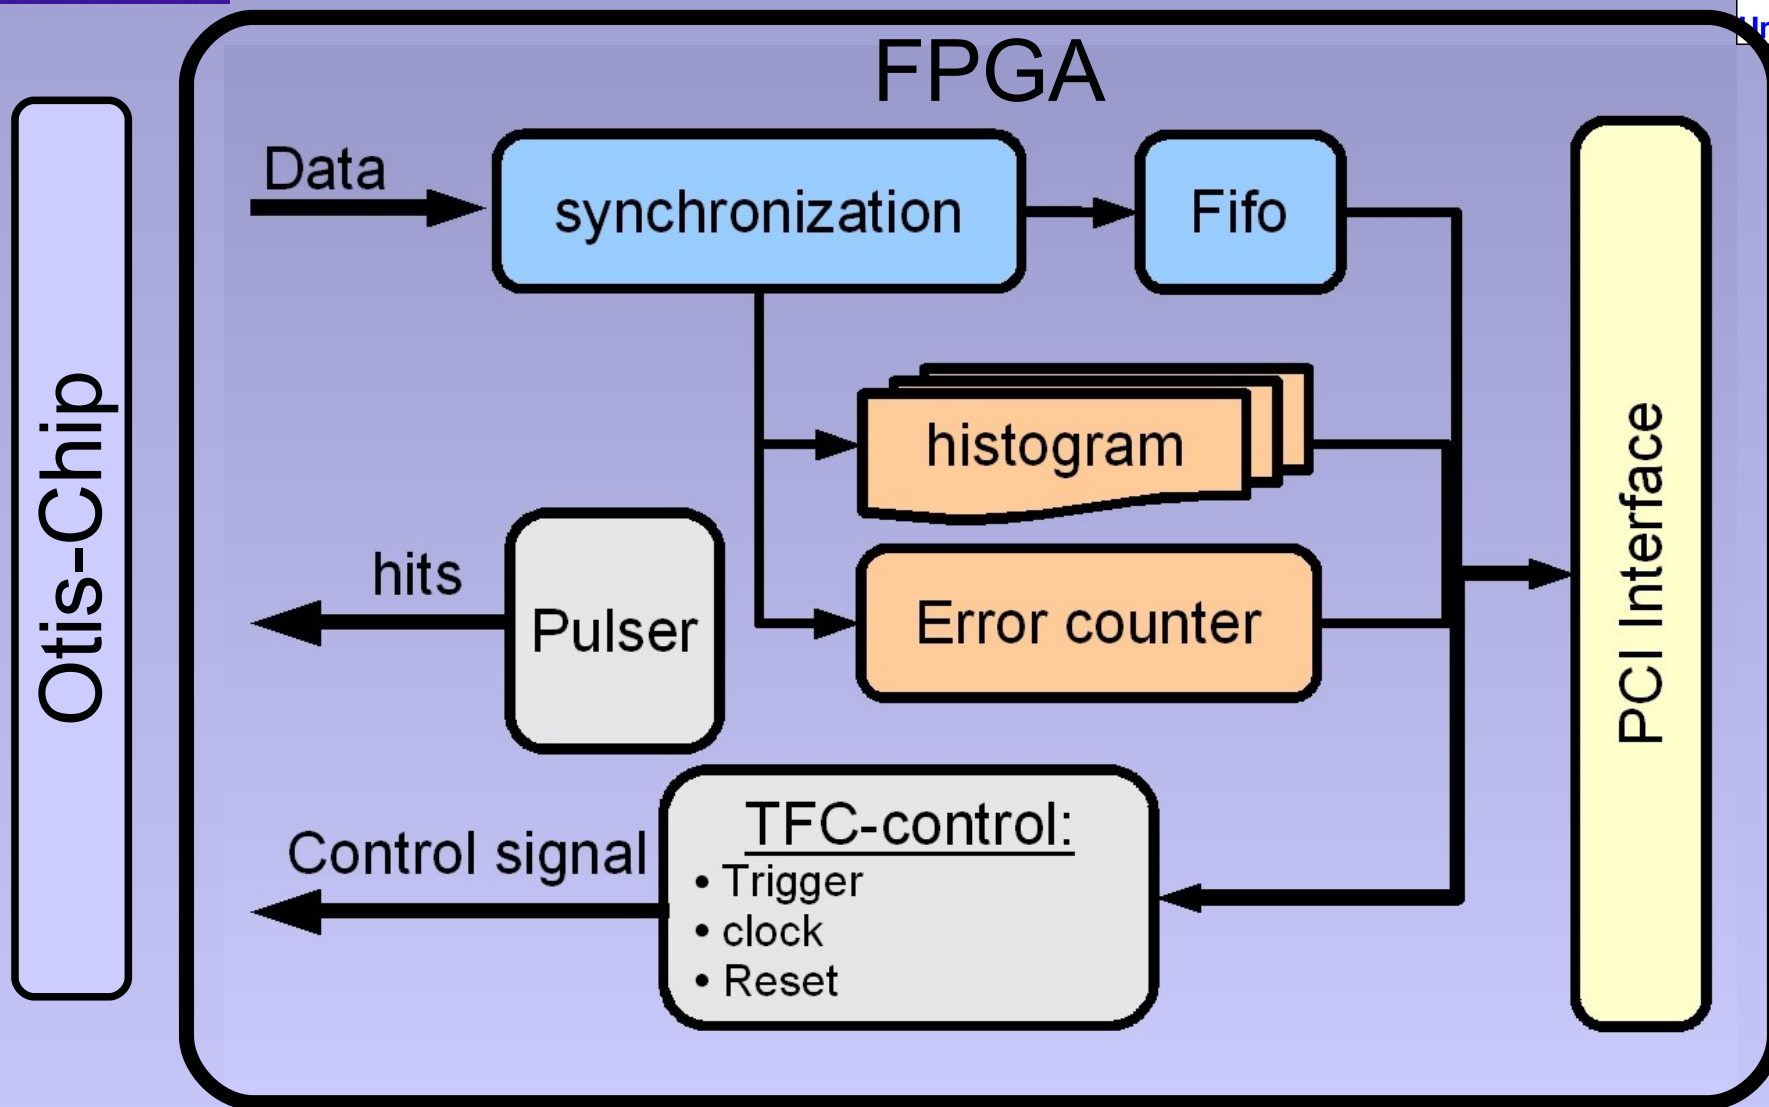 FPGA
Otis-Chip
Data
synchronization
Fifo
histogram
hits
Pulser
Error counter
PCI Interface
Control signal
TFC-control:
• Trigger
• clock
• Reset